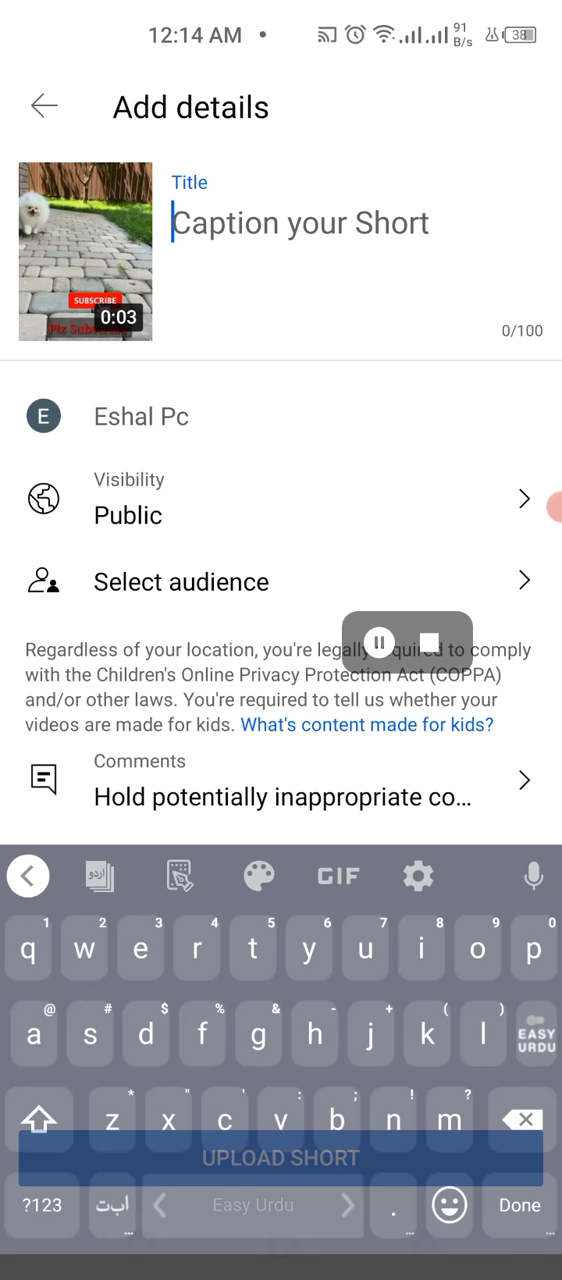 12:14 AM
91
B/s
38
Add details
Title
Caption your Short
SUBSCRIBE
0:03
Plz Sub
0/100
E
Eshal Pc
Visibility
Public
Select audience
Regardless of your location, you're legally required to comply
with the Children's Online Privacy Protection Act (COPPA)
and/or other laws. You're required to tell us whether your
videos are made for kids. What's content made for kids?
Comments
Hold potentially inappropriate co...
اردو
GIF
1 2 3 4 5 6 7 8 9 0
q w e r t y u i o p
@ # $ % & - + ( )
a s d f g h j k l
EASY
URDU
* " ' : ; ! ?
z x c v b n m
UPLOAD SHORT
?123 ا ب ت Easy Urdu . Done